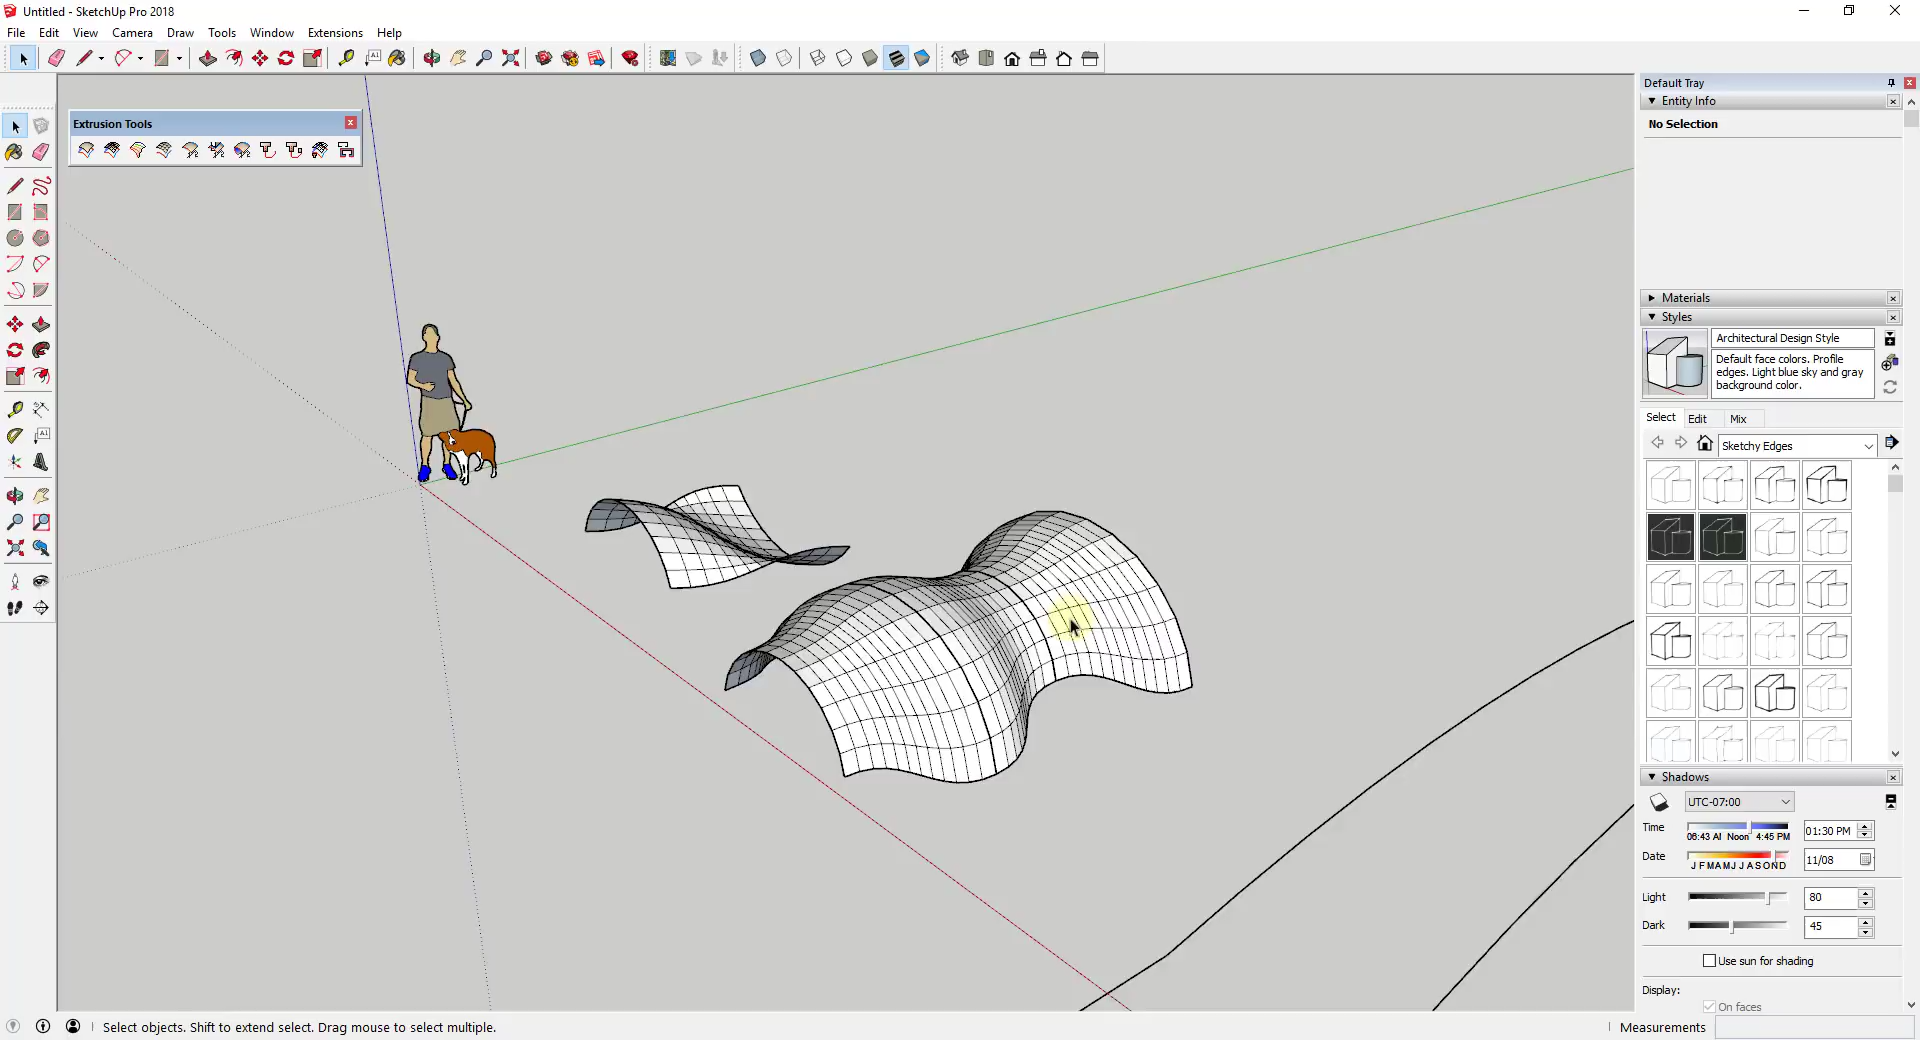 Untitled - SketchUp Pro 2018
File Edit View Camera Draw Tools Window Extensions Help
Default Tray
Entity Info
No Selection
Extrusion Tools
Materials
Styles
Architectural Design Style
Default face colors. Profile
edges. Light blue sky and gray
background color.
Select Edit Mix
Sketchy Edges
Shadows
UTC-07:00
Time 06:43 AI Noon 4:45 PM 01:30 PM
Date J F M A M J J A S O N D 11/08
Light 80
Dark 45
Use sun for shading
Display:
On faces
Select objects. Shift to extend select. Drag mouse to select multiple.
Measurements